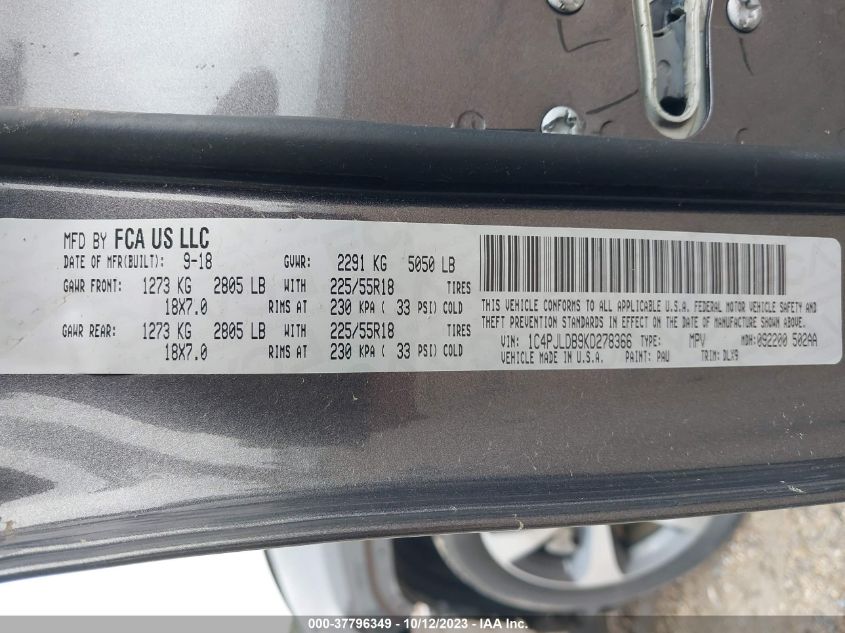 MFD BY FCA US LLC
DATE OF MFR(BUILT): 9-18 GVWR: 2291 KG 5050 LB
GAWR FRONT: 1273 KG 2805 LB WITH 225/55R18 TIRES
18X7.0 RIMS AT 230 KPA ( 33 PSI) COLD
GAWR REAR: 1273 KG 2805 LB WITH 225/55R18 TIRES
18X7.0 RIMS AT 230 KPA ( 33 PSI) COLD
THIS VEHICLE CONFORMS TO ALL APPLICABLE U.S.A. FEDERAL MOTOR VEHICLE SAFETY AND
THEFT PREVENTION STANDARDS IN EFFECT ON THE DATE OF MANUFACTURE SHOWN ABOVE.
VIN: 1C4PJLDB9KD278366 TYPE: MPV MDH:092200 502AA
VEHICLE MADE IN U.S.A. PAINT: PAU TRIM: DLX9
000-37796349 - 10/12/2023 - IAA Inc.